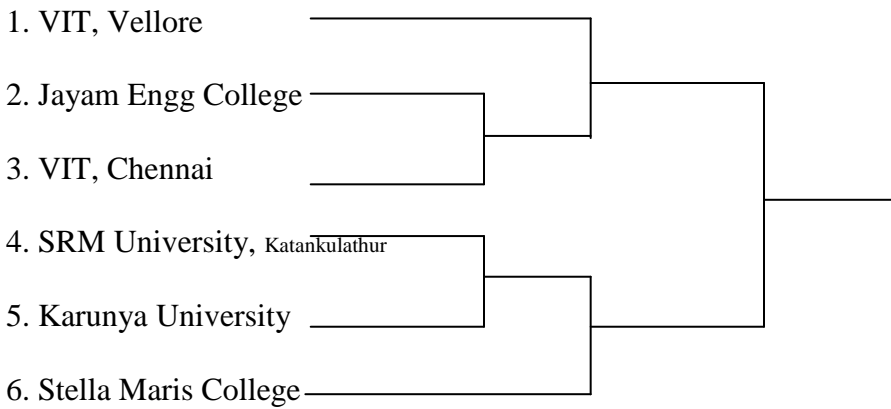 1. VIT, Vellore
2. Jayam Engg College
3. VIT, Chennai
4. SRM University, Katankulathur
5. Karunya University
6. Stella Maris College